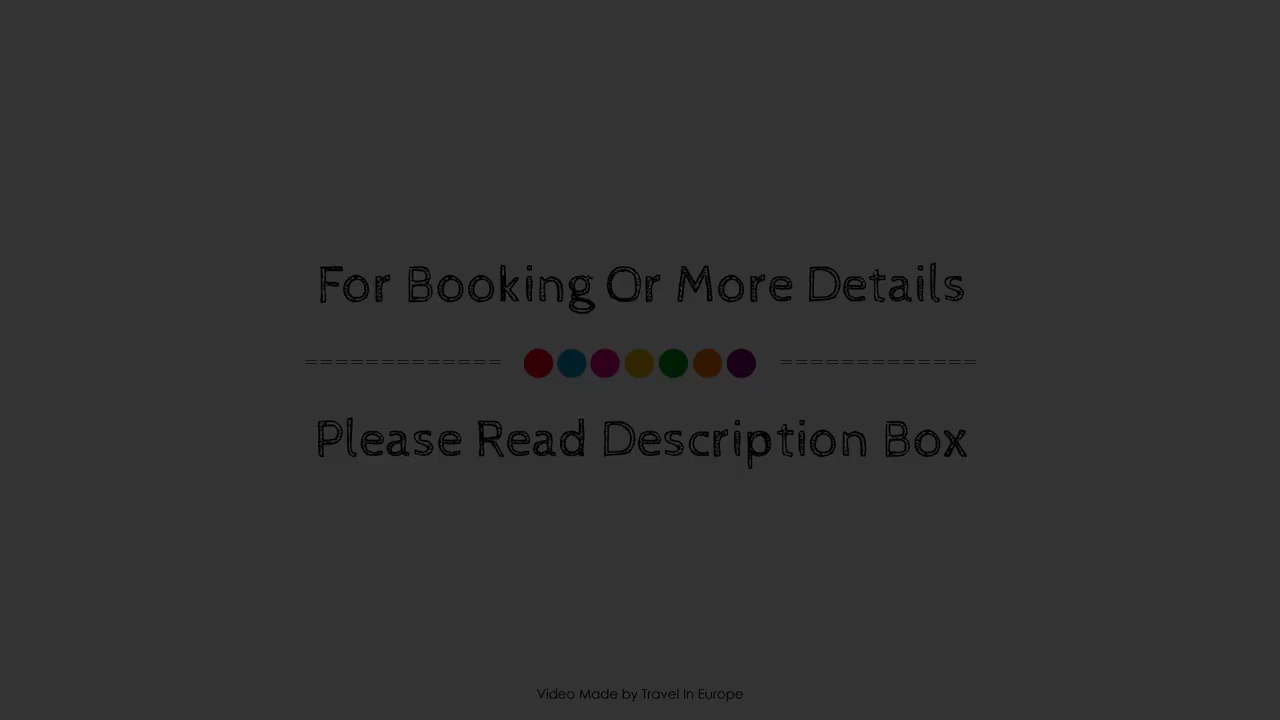 For Booking Or More Details
============= =============
Please Read Description Box
Video Made by Travel In Europe